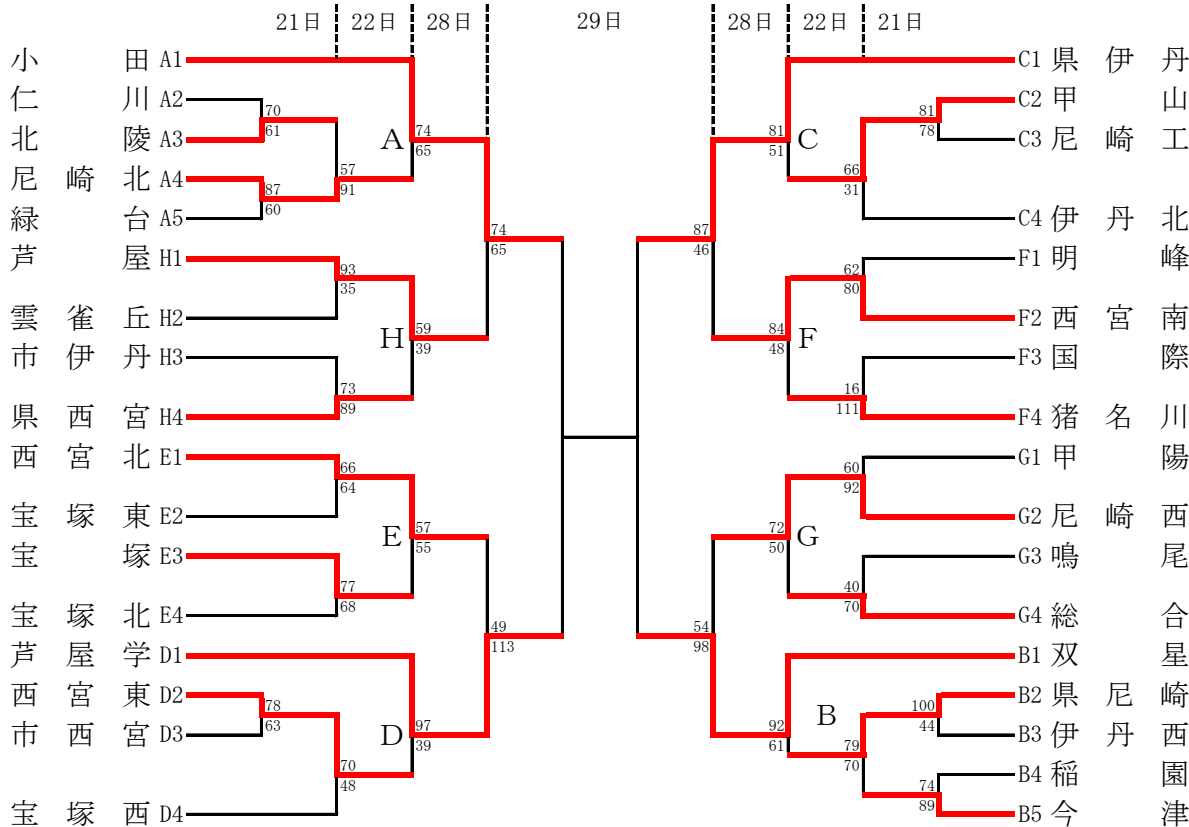 21日 22日 28日 29日 28日 22日 21日
小田 A1
仁川 A2
70
61
北陵 A3
A
74
65
57
91
尼崎北 A4
87
60
緑台 A5
74
65
芦屋 H1
93
35
雲雀丘 H2
H
59
39
市伊丹 H3
73
89
県西宮 H4
西宮北 E1
66
64
宝塚東 E2
E
57
55
宝塚 E3
77
68
宝塚北 E4
49
113
芦屋学 D1
西宮東 D2
78
63
市西宮 D3
D
97
39
70
48
宝塚西 D4
C1 県伊丹
C2 甲山
81
78
C3 尼崎工
81
51
C
66
31
C4 伊丹北
87
46
F1 明峰
62
80
F2 西宮南
84
48
F
F3 国際
16
111
F4 猪名川
G1 甲陽
60
92
G2 尼崎西
72
50
G
G3 鳴尾
40
70
G4 総合
54
98
B1 双星
B2 県尼崎
100
44
B3 伊丹西
92
61
B
79
70
B4 稲園
74
89
B5 今津